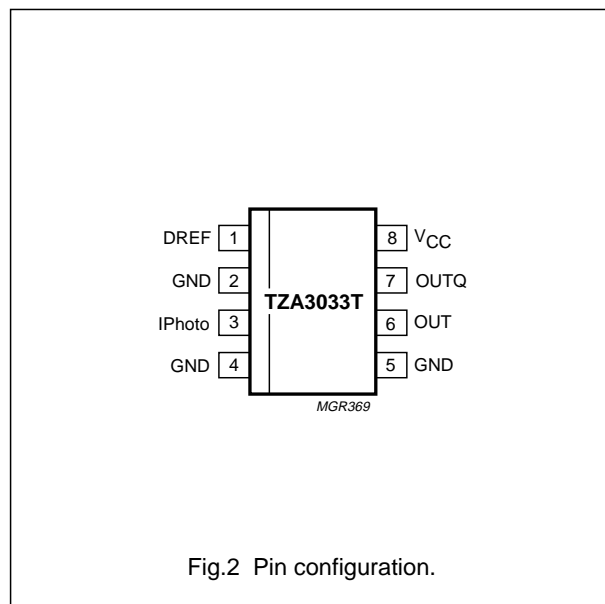 DREF 1 8 VCC
GND 2 7 OUTQ
TZA3033T
IPhoto 3 6 OUT
GND 4 5 GND
MGR369
Fig.2 Pin configuration.